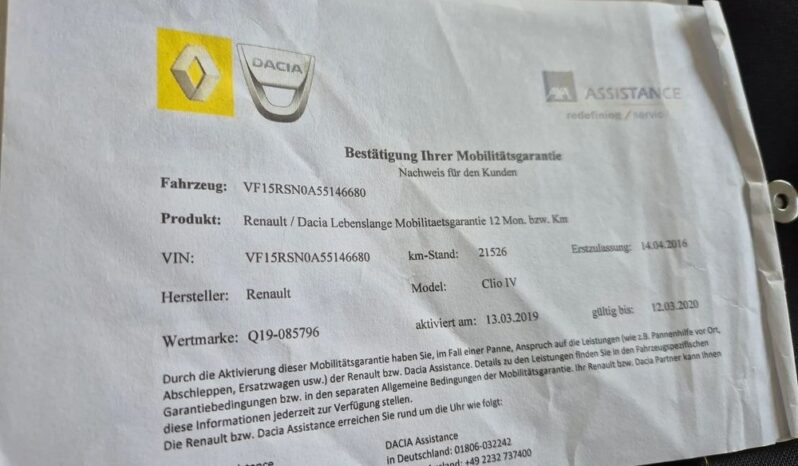 DACIA
AXA ASSISTANCE
redefining / service
Bestätigung Ihrer Mobilitätsgarantie
Nachweis für den Kunden
Fahrzeug: VF15RSN0A55146680
Produkt: Renault / Dacia Lebenslange Mobilitaetsgarantie 12 Mon. bzw. Km
VIN: VF15RSN0A55146680 km-Stand: 21526 Erstzulassung: 14.04.2016
Hersteller: Renault Model: Clio IV
Wertmarke: Q19-085796 aktiviert am: 13.03.2019 gültig bis: 12.03.2020
Durch die Aktivierung dieser Mobilitätsgarantie haben Sie, im Fall einer Panne, Anspruch auf die Leistungen (wie z.B. Pannenhilfe vor Ort,
Abschleppen, Ersatzwagen usw.) der Renault bzw. Dacia Assistance. Details zu den Leistungen finden Sie in den Fahrzeugspezifischen
Garantiebedingungen bzw. in den separaten Allgemeine Bedingungen der Mobilitätsgarantie. Ihr Renault bzw. Dacia Partner kann Ihnen
diese Informationen jederzeit zur Verfügung stellen.
Die Renault bzw. Dacia Assistance erreichen Sie rund um die Uhr wie folgt:
DACIA Assistance
in Deutschland: 01806-032242
+49 2232 737400